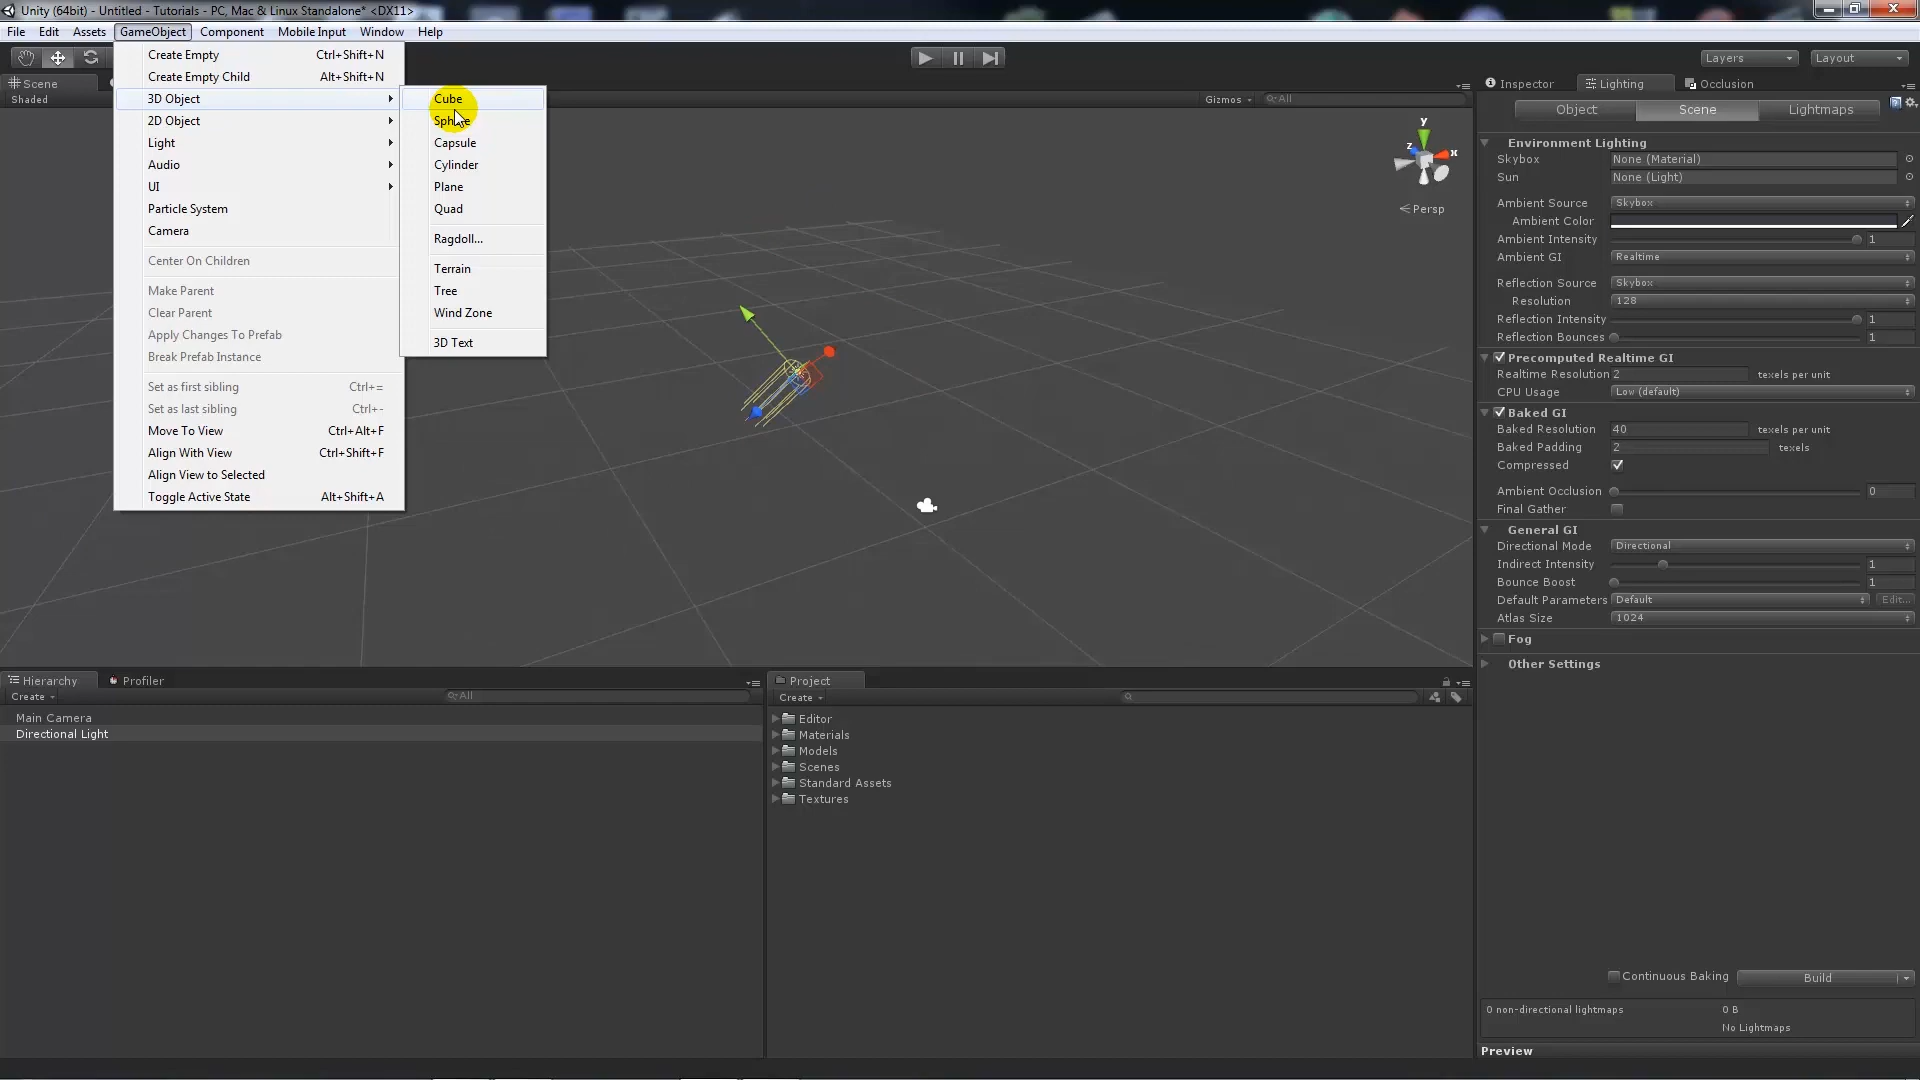 Unity (64bit) - Untitled - Tutorials - PC, Mac & Linux Standalone* <DX11>
File Edit Assets GameObject Component Mobile Input Window Help
Layers Layout
Scene
Shaded
Gizmos All
Create Empty Ctrl+Shift+N
Create Empty Child Alt+Shift+N
3D Object
2D Object
Light
Audio
UI
Particle System
Camera
Center On Children
Make Parent
Clear Parent
Apply Changes To Prefab
Break Prefab Instance
Set as first sibling Ctrl+=
Set as last sibling Ctrl+-
Move To View Ctrl+Alt+F
Align With View Ctrl+Shift+F
Align View to Selected
Toggle Active State Alt+Shift+A
Cube
Sphere
Capsule
Cylinder
Plane
Quad
Ragdoll...
Terrain
Tree
Wind Zone
3D Text
y
z x
Persp
Inspector Lighting Occlusion
Object Scene Lightmaps
Environment Lighting
Skybox None (Material)
Sun None (Light)
Ambient Source Skybox
Ambient Color
Ambient Intensity 1
Ambient GI Realtime
Reflection Source Skybox
Resolution 128
Reflection Intensity 1
Reflection Bounces 1
Precomputed Realtime GI
Realtime Resolution 2 texels per unit
CPU Usage Low (default)
Baked GI
Baked Resolution 40 texels per unit
Baked Padding 2 texels
Compressed
Ambient Occlusion 0
Final Gather
General GI
Directional Mode Directional
Indirect Intensity 1
Bounce Boost 1
Default Parameters Default Edit...
Atlas Size 1024
Fog
Other Settings
Continuous Baking Build
0 non-directional lightmaps 0 B
No Lightmaps
Preview
Hierarchy Profiler
Create All
Main Camera
Directional Light
Project
Create
Editor
Materials
Models
Scenes
Standard Assets
Textures